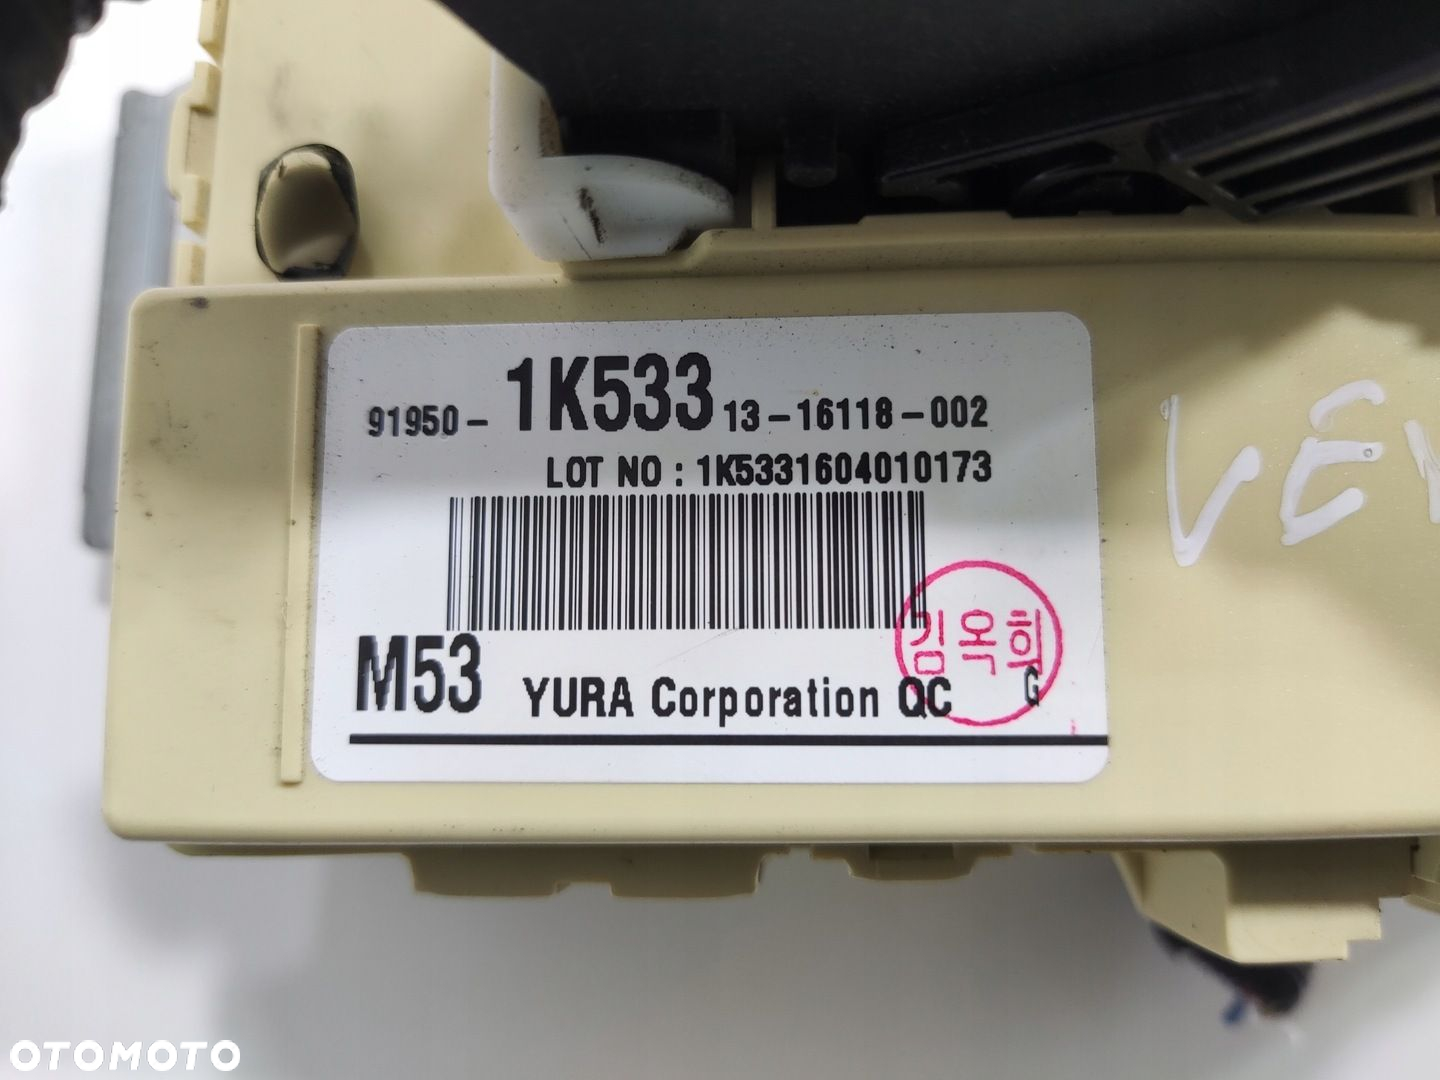 91950- 1K533 13-16118-002
LOT NO : 1K5331604010173
김옥희
M53 YURA Corporation QC G
OTOMOTO